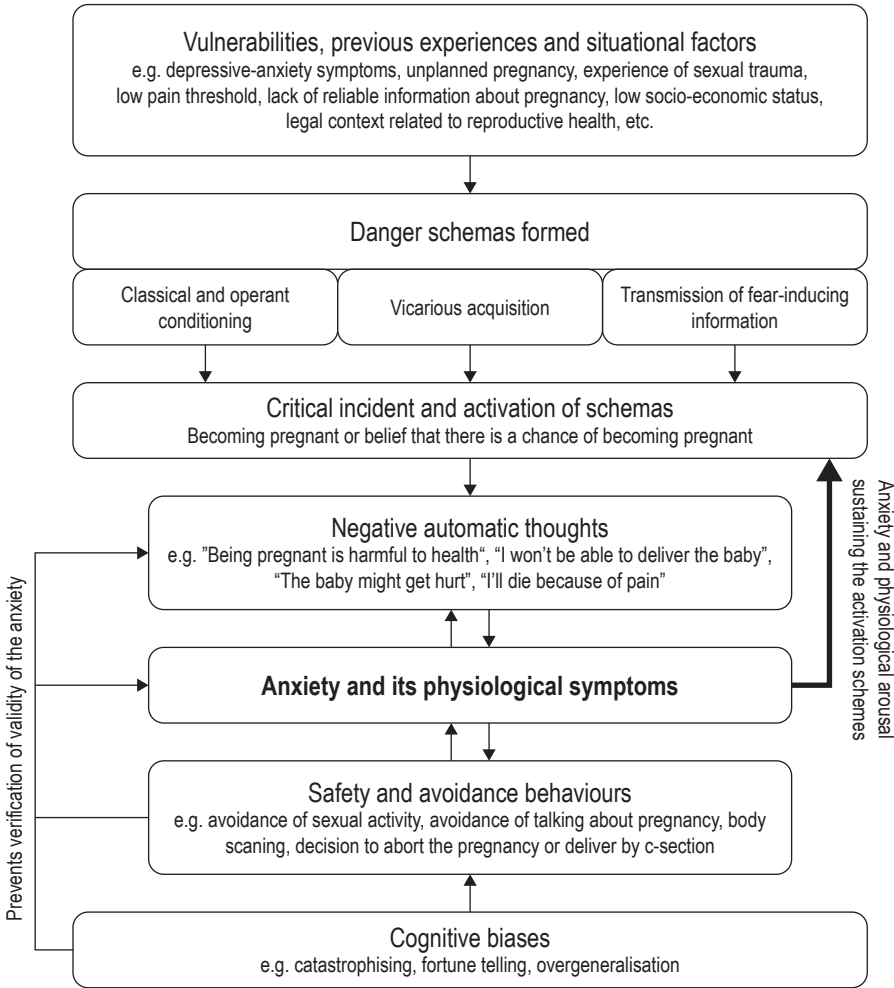 Vulnerabilities, previous experiences and situational factors
e.g. depressive-anxiety symptoms, unplanned pregnancy, experience of sexual trauma,
low pain threshold, lack of reliable information about pregnancy, low socio-economic status,
legal context related to reproductive health, etc.
Danger schemas formed
Classical and operant
conditioning
Vicarious acquisition
Transmission of fear-inducing
information
Critical incident and activation of schemas
Becoming pregnant or belief that there is a chance of becoming pregnant
Negative automatic thoughts
e.g. ”Being pregnant is harmful to health“, “I won’t be able to deliver the baby”,
“The baby might get hurt”, “I’ll die because of pain”
Anxiety and its physiological symptoms
Safety and avoidance behaviours
e.g. avoidance of sexual activity, avoidance of talking about pregnancy, body
scaning, decision to abort the pregnancy or deliver by c-section
Cognitive biases
e.g. catastrophising, fortune telling, overgeneralisation
Prevents verification of validity of the anxiety
Anxiety and physiological arousal
sustaining the activation schemes